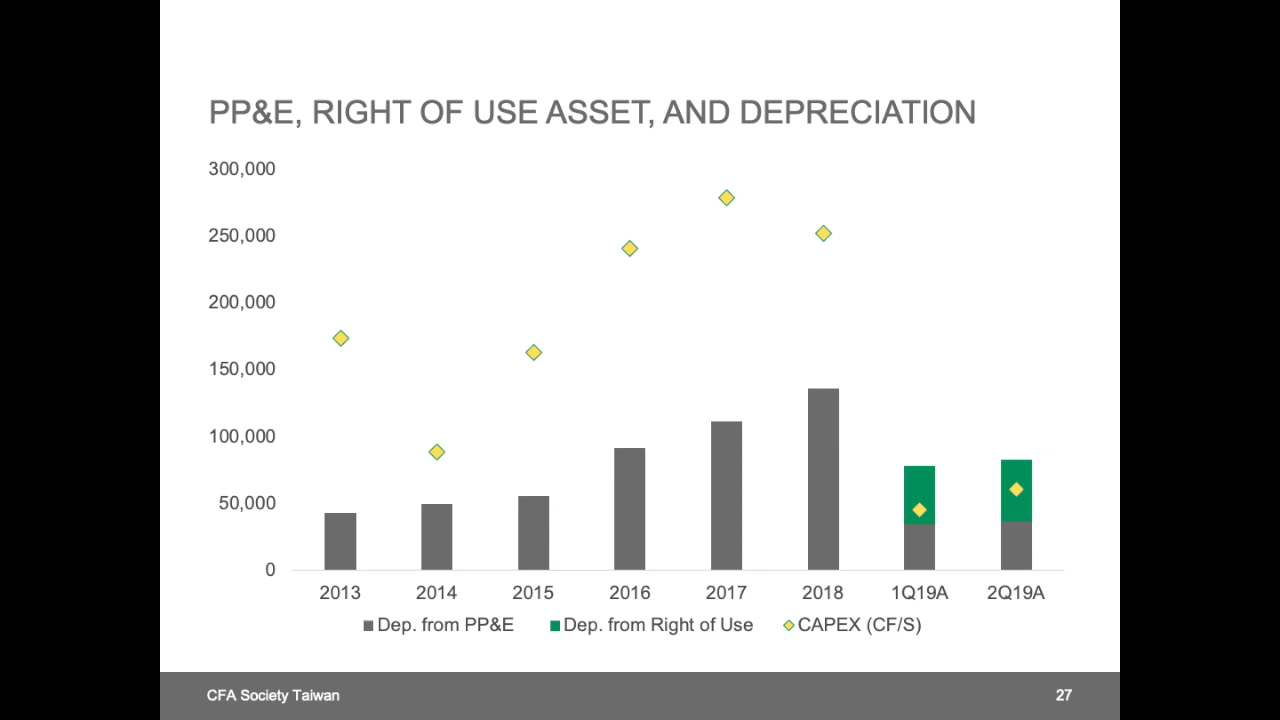 PP&E, RIGHT OF USE ASSET, AND DEPRECIATION
300,000
250,000
200,000
150,000
100,000
50,000
0
2013 2014 2015 2016 2017 2018 1Q19A 2Q19A
Dep. from PP&E Dep. from Right of Use CAPEX (CF/S)
CFA Society Taiwan 27